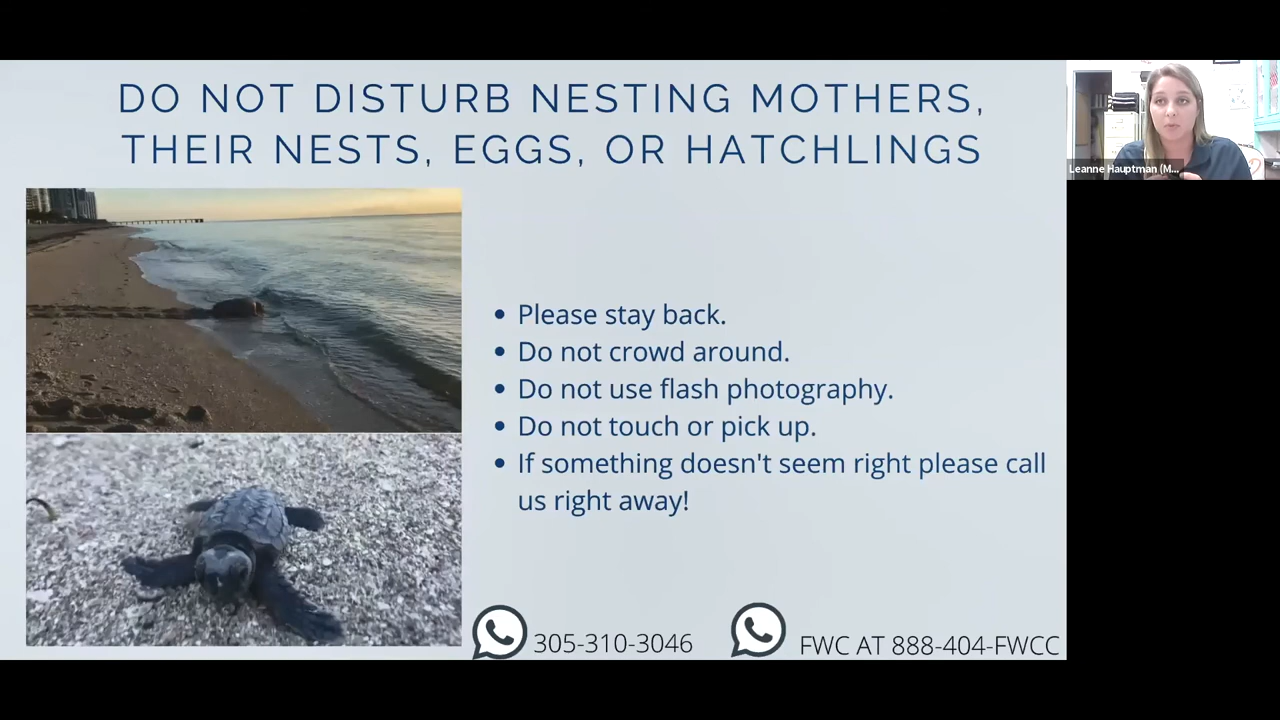 DO NOT DISTURB NESTING MOTHERS,
THEIR NESTS, EGGS, OR HATCHLINGS
Leanne Hauptman (M...
• Please stay back.
• Do not crowd around.
• Do not use flash photography.
• Do not touch or pick up.
• If something doesn't seem right please call
us right away!
305-310-3046
FWC AT 888-404-FWCC